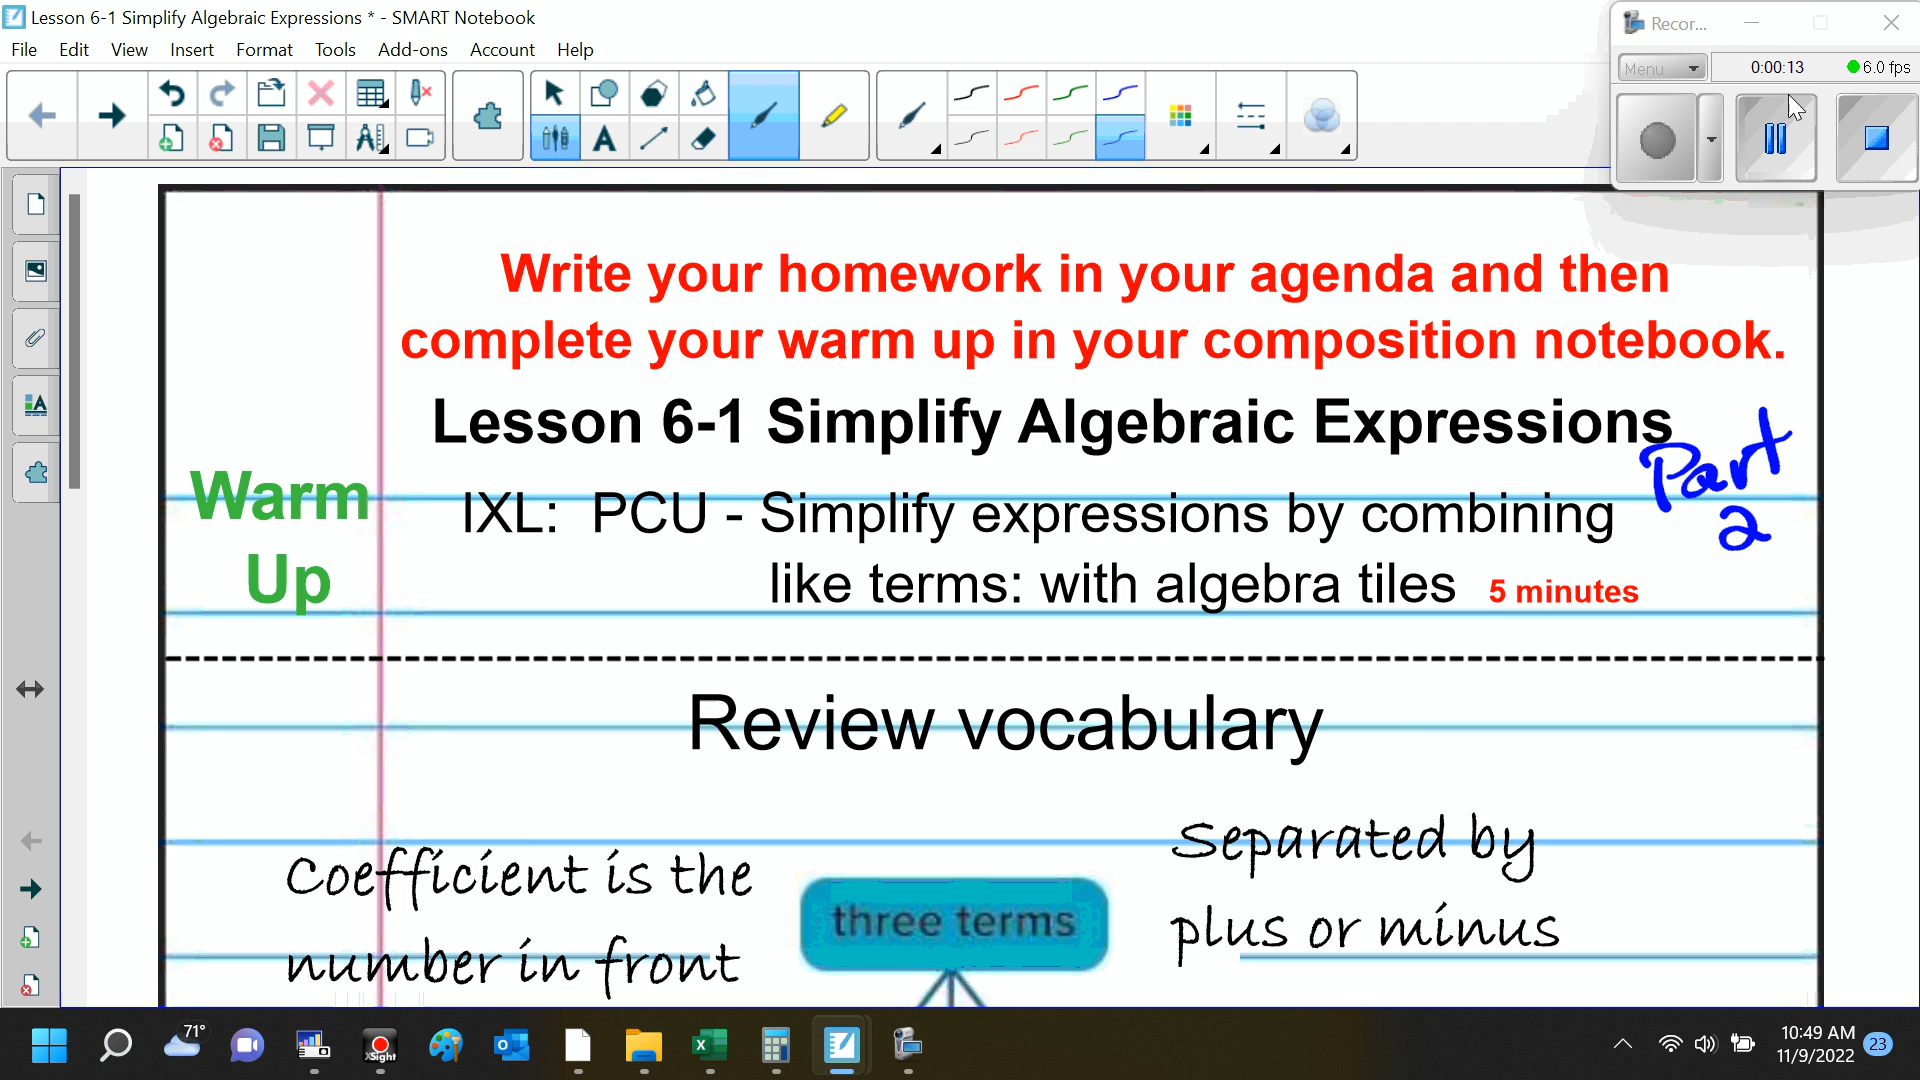 Lesson 6-1 Simplify Algebraic Expressions * - SMART Notebook
Recor...
File Edit View Insert Format Tools Add-ons Account Help
Menu 0:00:13 6.0 fps
Write your homework in your agenda and then
complete your warm up in your composition notebook.
Lesson 6-1 Simplify Algebraic Expressions
Part
2
Warm
Up
IXL: PCU - Simplify expressions by combining
like terms: with algebra tiles 5 minutes
Review vocabulary
Coefficient is the
number in front
three terms
Separated by
plus or minus
71°
XSight
10:49 AM
11/9/2022
23